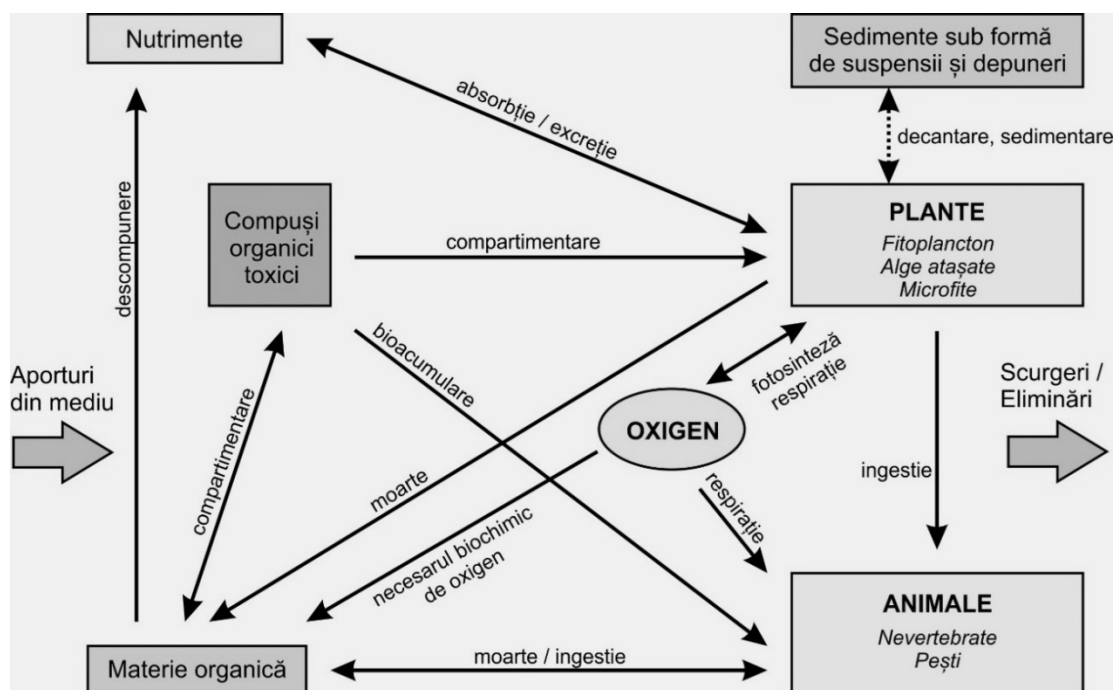 Nutrimente
Sedimente sub formă
de suspensii și depuneri
absorbție / excreție
decantare, sedimentare
descompunere
Compuși
organici
toxici
compartimentare
PLANTE
Fitoplancton
Alge atașate
Microfite
Aporturi
din mediu
compartimentare
bioacumulare
fotosinteză
respirație
OXIGEN
Scurgeri /
Eliminări
ingestie
moarte
necesarul biochimic
de oxigen
respirație
ANIMALE
Nevertebrate
Pești
Materie organică
moarte / ingestie